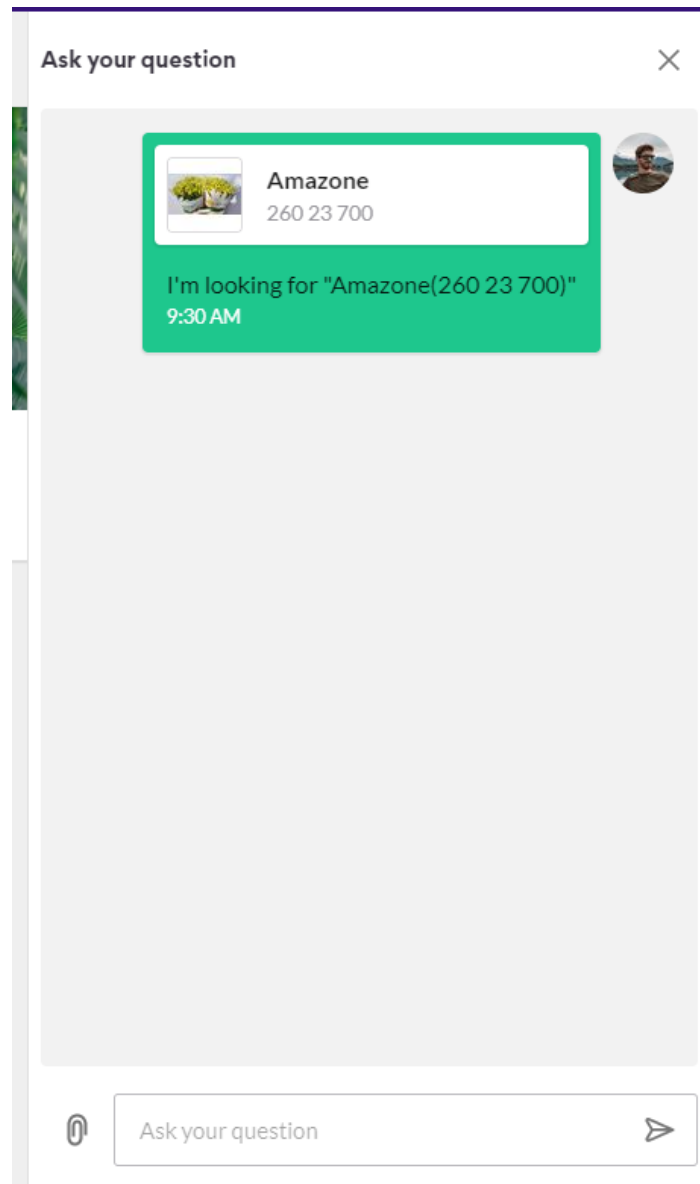 Ask your question
Amazone
260 23 700
I'm looking for "Amazone(260 23 700)"
9:30 AM
Ask your question